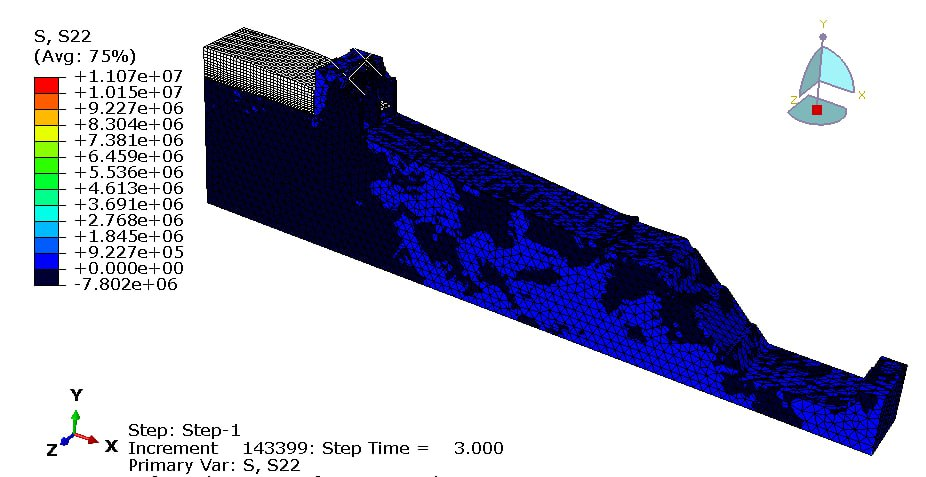 S, S22
(Avg: 75%)
+1.107e+07
+1.015e+07
+9.227e+06
+8.304e+06
+7.381e+06
+6.459e+06
+5.536e+06
+4.613e+06
+3.691e+06
+2.768e+06
+1.845e+06
+9.227e+05
+0.000e+00
-7.802e+06
Y
Z
X
Y
Z
X
Step: Step-1
Increment 143399: Step Time = 3.000
Primary Var: S, S22